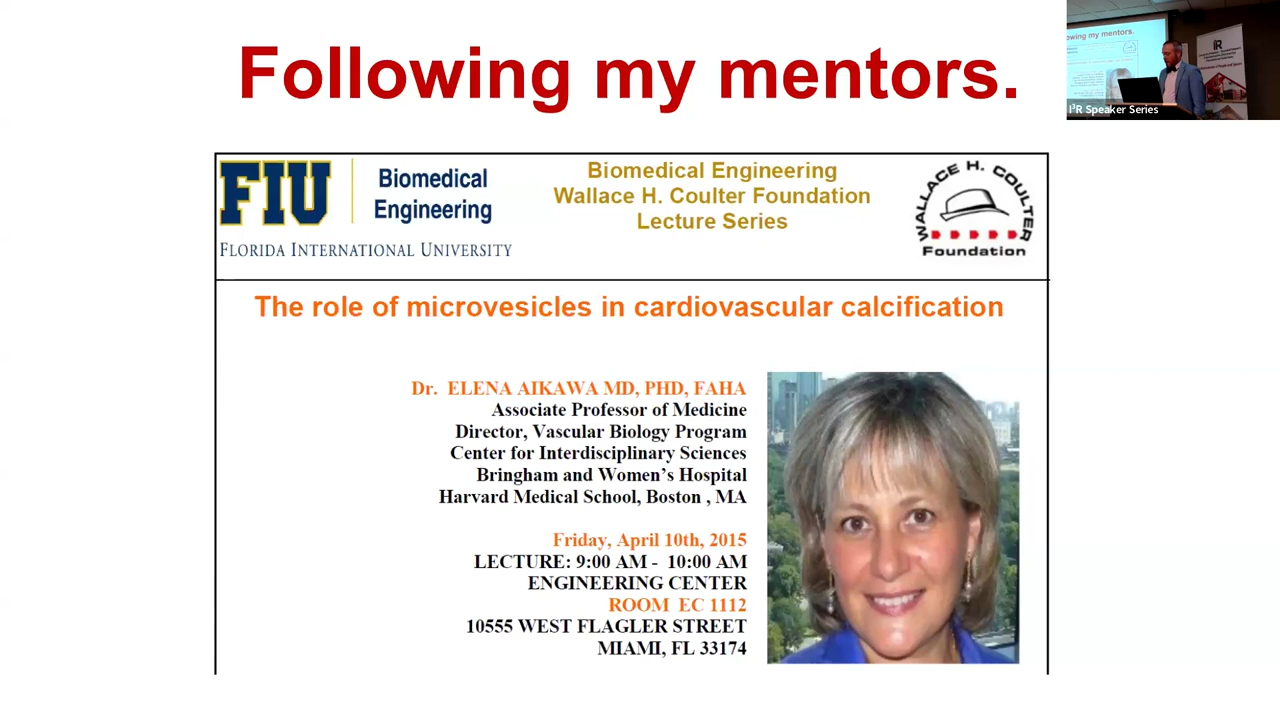 Following my mentors.
FIU
Biomedical
Engineering
FLORIDA INTERNATIONAL UNIVERSITY
Biomedical Engineering
Wallace H. Coulter Foundation
Lecture Series
WALLACE H. COULTER
Foundation
The role of microvesicles in cardiovascular calcification
Dr. ELENA AIKAWA MD, PHD, FAHA
Associate Professor of Medicine
Director, Vascular Biology Program
Center for Interdisciplinary Sciences
Bringham and Women's Hospital
Harvard Medical School, Boston , MA
Friday, April 10th, 2015
LECTURE: 9:00 AM - 10:00 AM
ENGINEERING CENTER
ROOM EC 1112
10555 WEST FLAGLER STREET
MIAMI, FL 33174
my mentors.
I³R Speaker Series